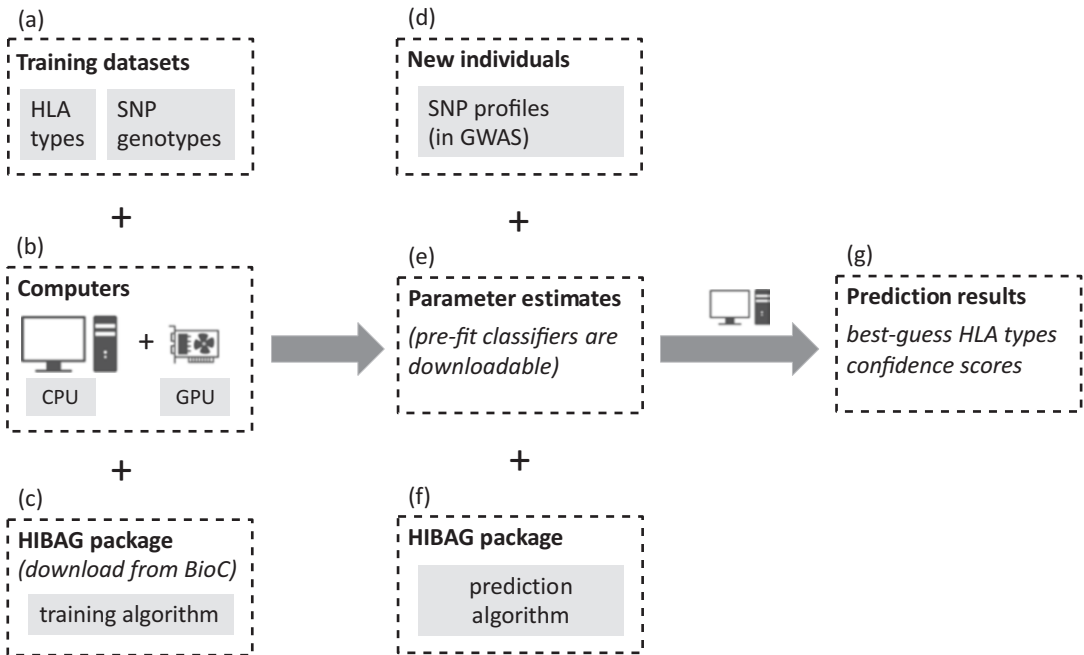 (a)
Training datasets
HLA
types
SNP
genotypes
+
(b)
Computers
+
CPU
GPU
+
(c)
HIBAG package
(download from BioC)
training algorithm
(d)
New individuals
SNP profiles
(in GWAS)
+
(e)
Parameter estimates
(pre-fit classifiers are
downloadable)
+
(f)
HIBAG package
prediction
algorithm
(g)
Prediction results
best-guess HLA types
confidence scores